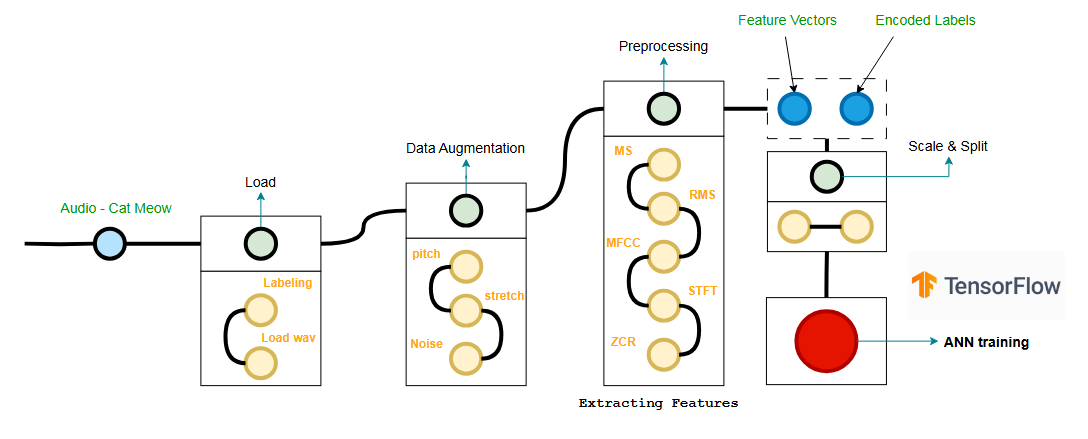 Feature Vectors
Encoded Labels
Preprocessing
Data Augmentation
Scale & Split
Load
Audio - Cat Meow
MS
RMS
MFCC
STFT
ZCR
pitch
stretch
Noise
Labeling
Load wav
TensorFlow
ANN training
Extracting Features